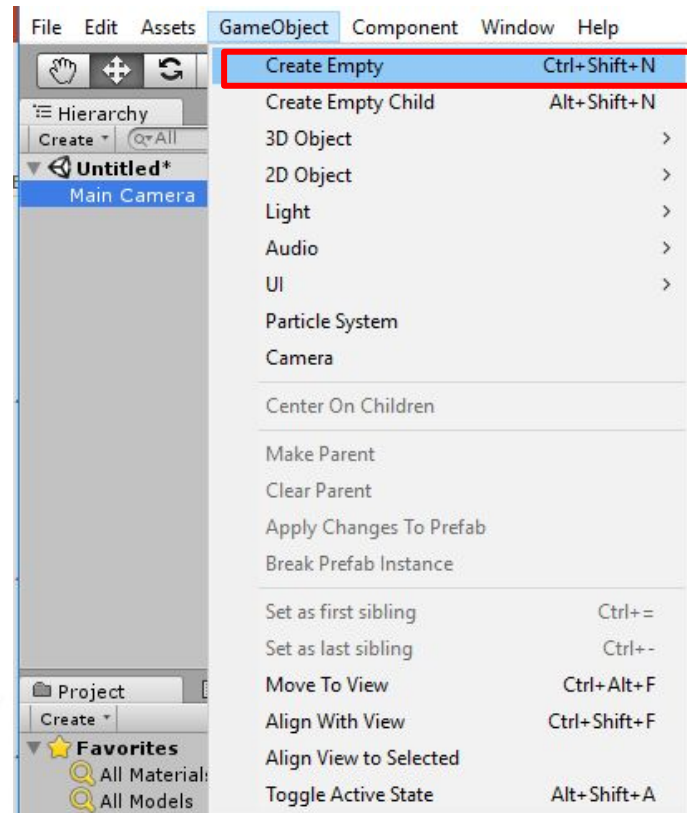 File Edit Assets GameObject Component Window Help
Create Empty Ctrl+Shift+N
Hierarchy
Create Empty Child Alt+Shift+N
Create All
3D Object
Untitled*
2D Object
Main Camera
Light
Audio
UI
Particle System
Camera
Center On Children
Make Parent
Clear Parent
Apply Changes To Prefab
Break Prefab Instance
Set as first sibling Ctrl+=
Set as last sibling Ctrl+-
Project
Move To View Ctrl+Alt+F
Create
Align With View Ctrl+Shift+F
Favorites
Align View to Selected
All Materials
Toggle Active State Alt+Shift+A
All Models